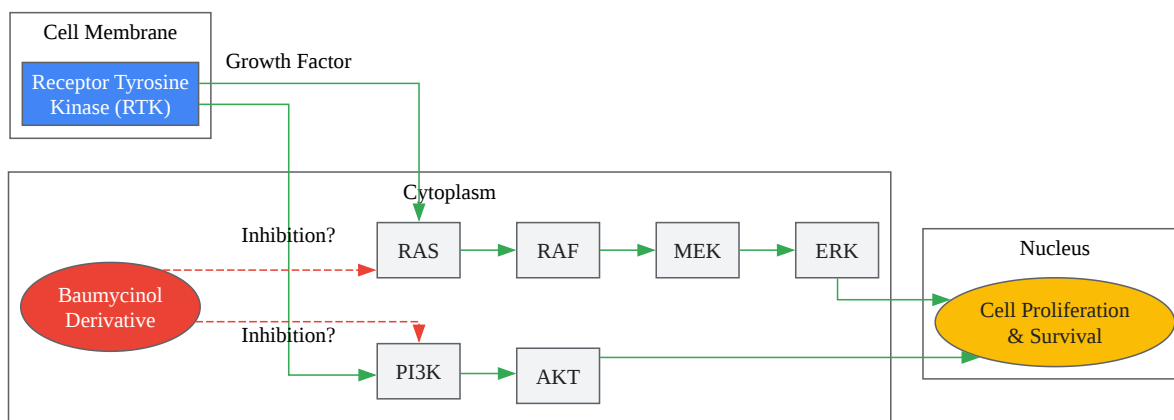 Cell Membrane
Receptor Tyrosine
Kinase (RTK)
Growth Factor
Cytoplasm
Inhibition?
RAS
RAF
MEK
ERK
Nucleus
Baumycinol
Derivative
Cell Proliferation
& Survival
Inhibition?
PI3K
AKT